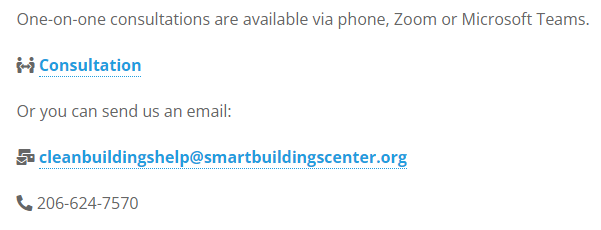 One-on-one consultations are available via phone, Zoom or Microsoft Teams.
Consultation
Or you can send us an email:
cleanbuildingshelp@smartbuildingscenter.org
206-624-7570